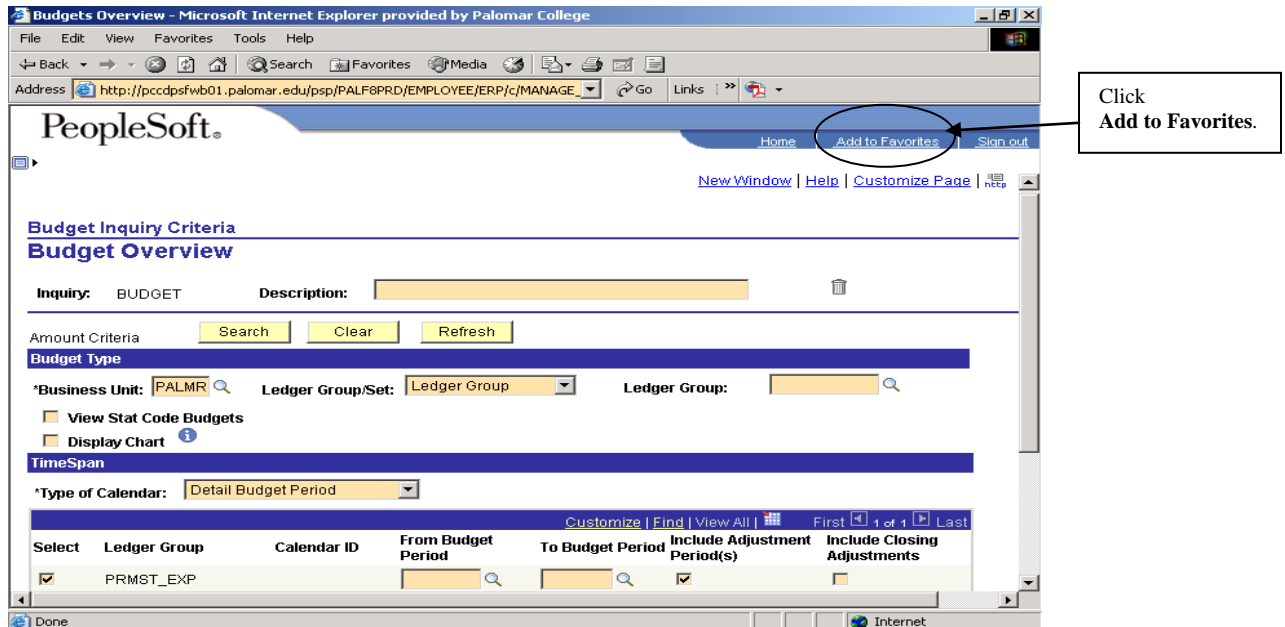 Budgets Overview - Microsoft Internet Explorer provided by Palomar College
File Edit View Favorites Tools Help
Back Search Favorites Media
Address http://pccdpsfwb01.palomar.edu/psp/PALF8PRD/EMPLOYEE/ERP/c/MANAGE_ Go Links »
Click
Add to Favorites.
PeopleSoft.
Home Add to Favorites Sign out
New Window | Help | Customize Page | http
Budget Inquiry Criteria
Budget Overview
Inquiry: BUDGET Description:
Amount Criteria Search Clear Refresh
Budget Type
*Business Unit: PALMR Ledger Group/Set: Ledger Group Ledger Group:
View Stat Code Budgets
Display Chart
TimeSpan
*Type of Calendar: Detail Budget Period
Customize | Find | View All | First 1 of 1 Last
Select Ledger Group Calendar ID From Budget Period To Budget Period Include Adjustment Period(s) Include Closing Adjustments
PRMST_EXP
Done Internet